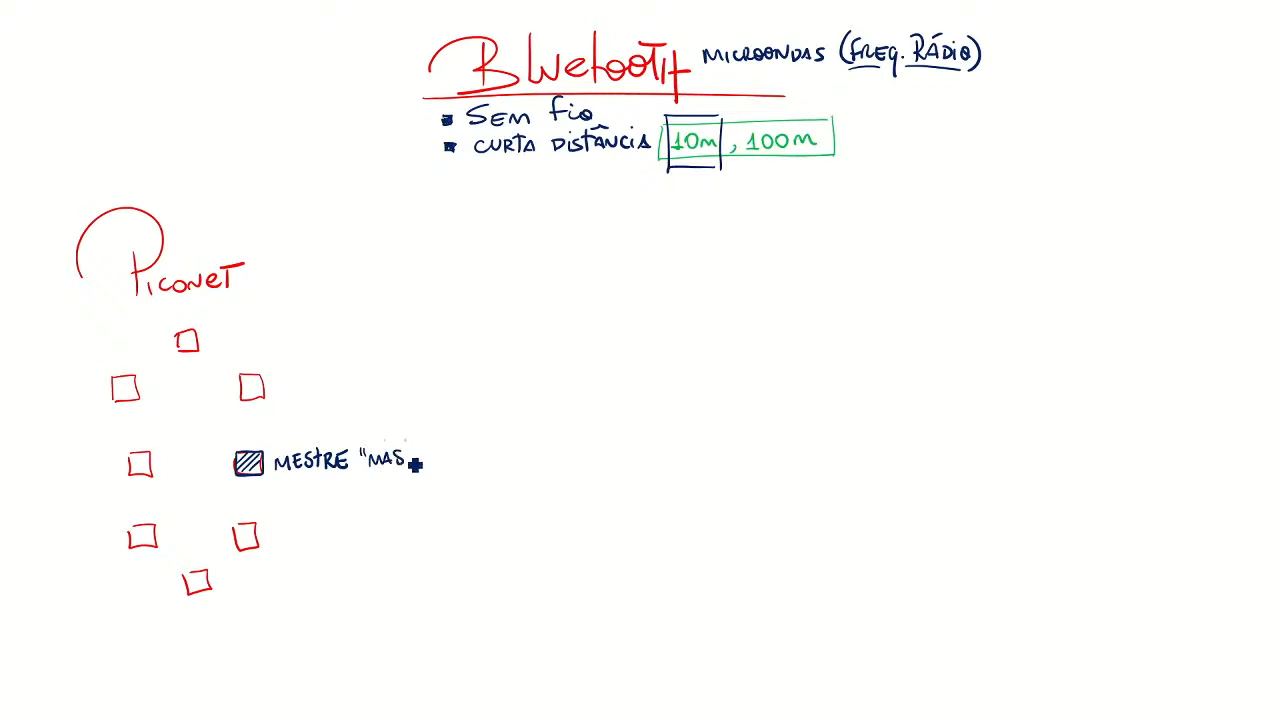 Bluetooth MICROONDAS (FREQ. RÁDIO)
▪ SEM fio
▪ CURTA DISTÂNCIA 10m, 100m
PICONET
MESTRE "MAS